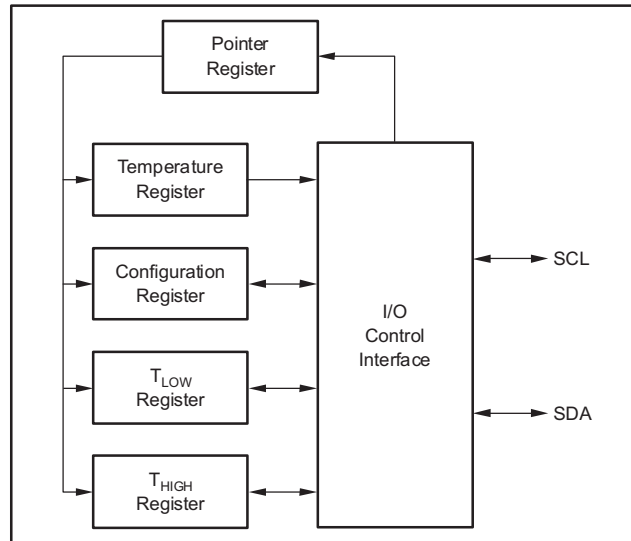 Pointer
Register
Temperature
Register
Configuration
Register
TLOW
Register
THIGH
Register
I/O
Control
Interface
SCL
SDA